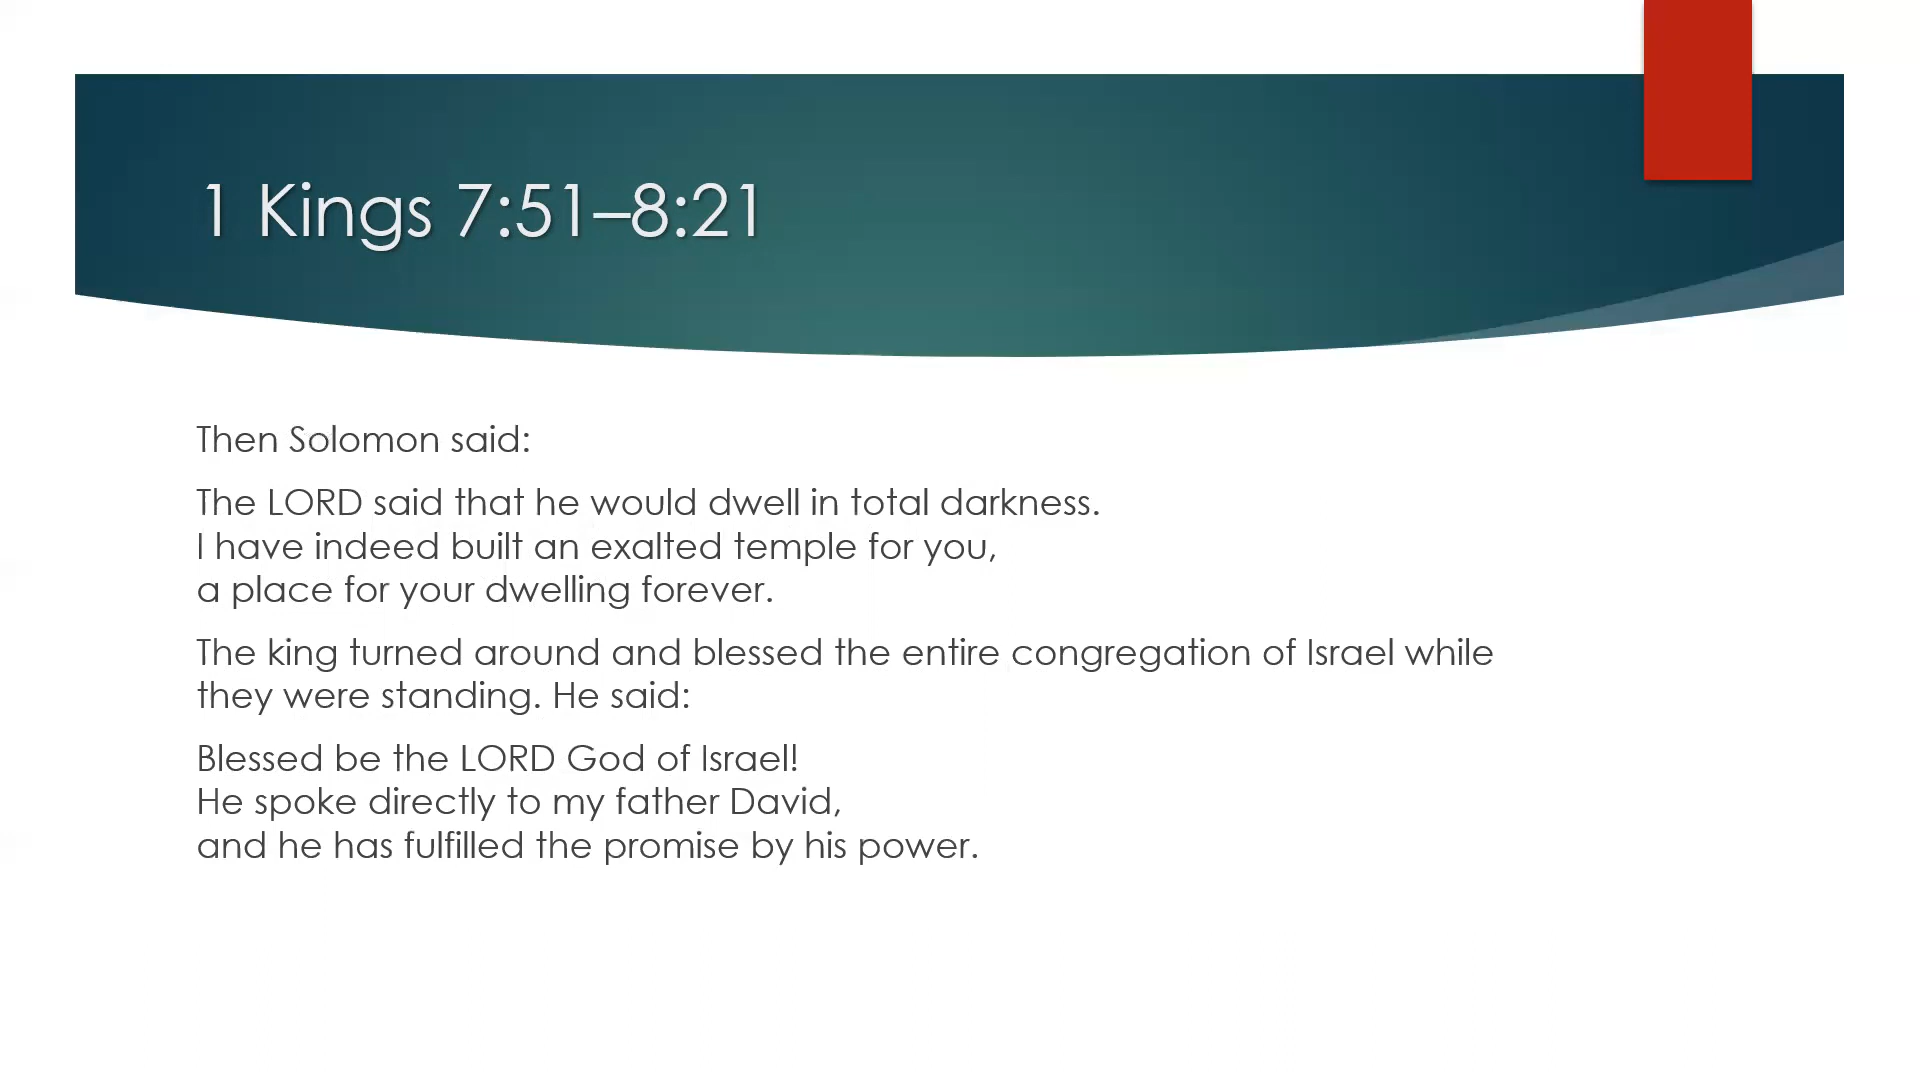 1 Kings 7:51–8:21
Then Solomon said:
The LORD said that he would dwell in total darkness.
I have indeed built an exalted temple for you,
a place for your dwelling forever.
The king turned around and blessed the entire congregation of Israel while
they were standing. He said:
Blessed be the LORD God of Israel!
He spoke directly to my father David,
and he has fulfilled the promise by his power.